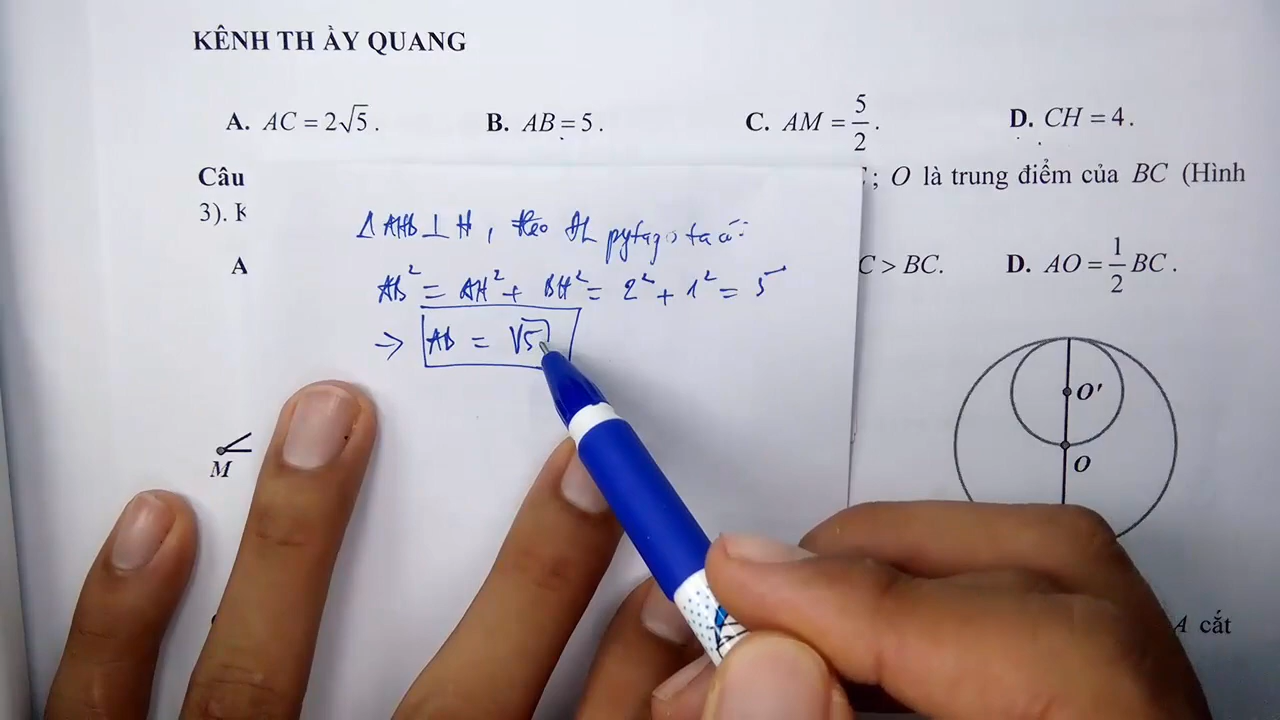 KÊNH TH ẦY QUANG
A. AC = 2√5 . B. AB = 5 . C. AM = 5/2 . D. CH = 4 .
Câu ; O là trung điểm của BC (Hình
3). K
ΔAHB ⊥ H , theo ĐL pytago ta có:
A C > BC. D. AO = 1/2 BC .
AB² = AH² + BH² = 2² + 1² = 5
⇒ AB = √5
O'
M
O
A cắt